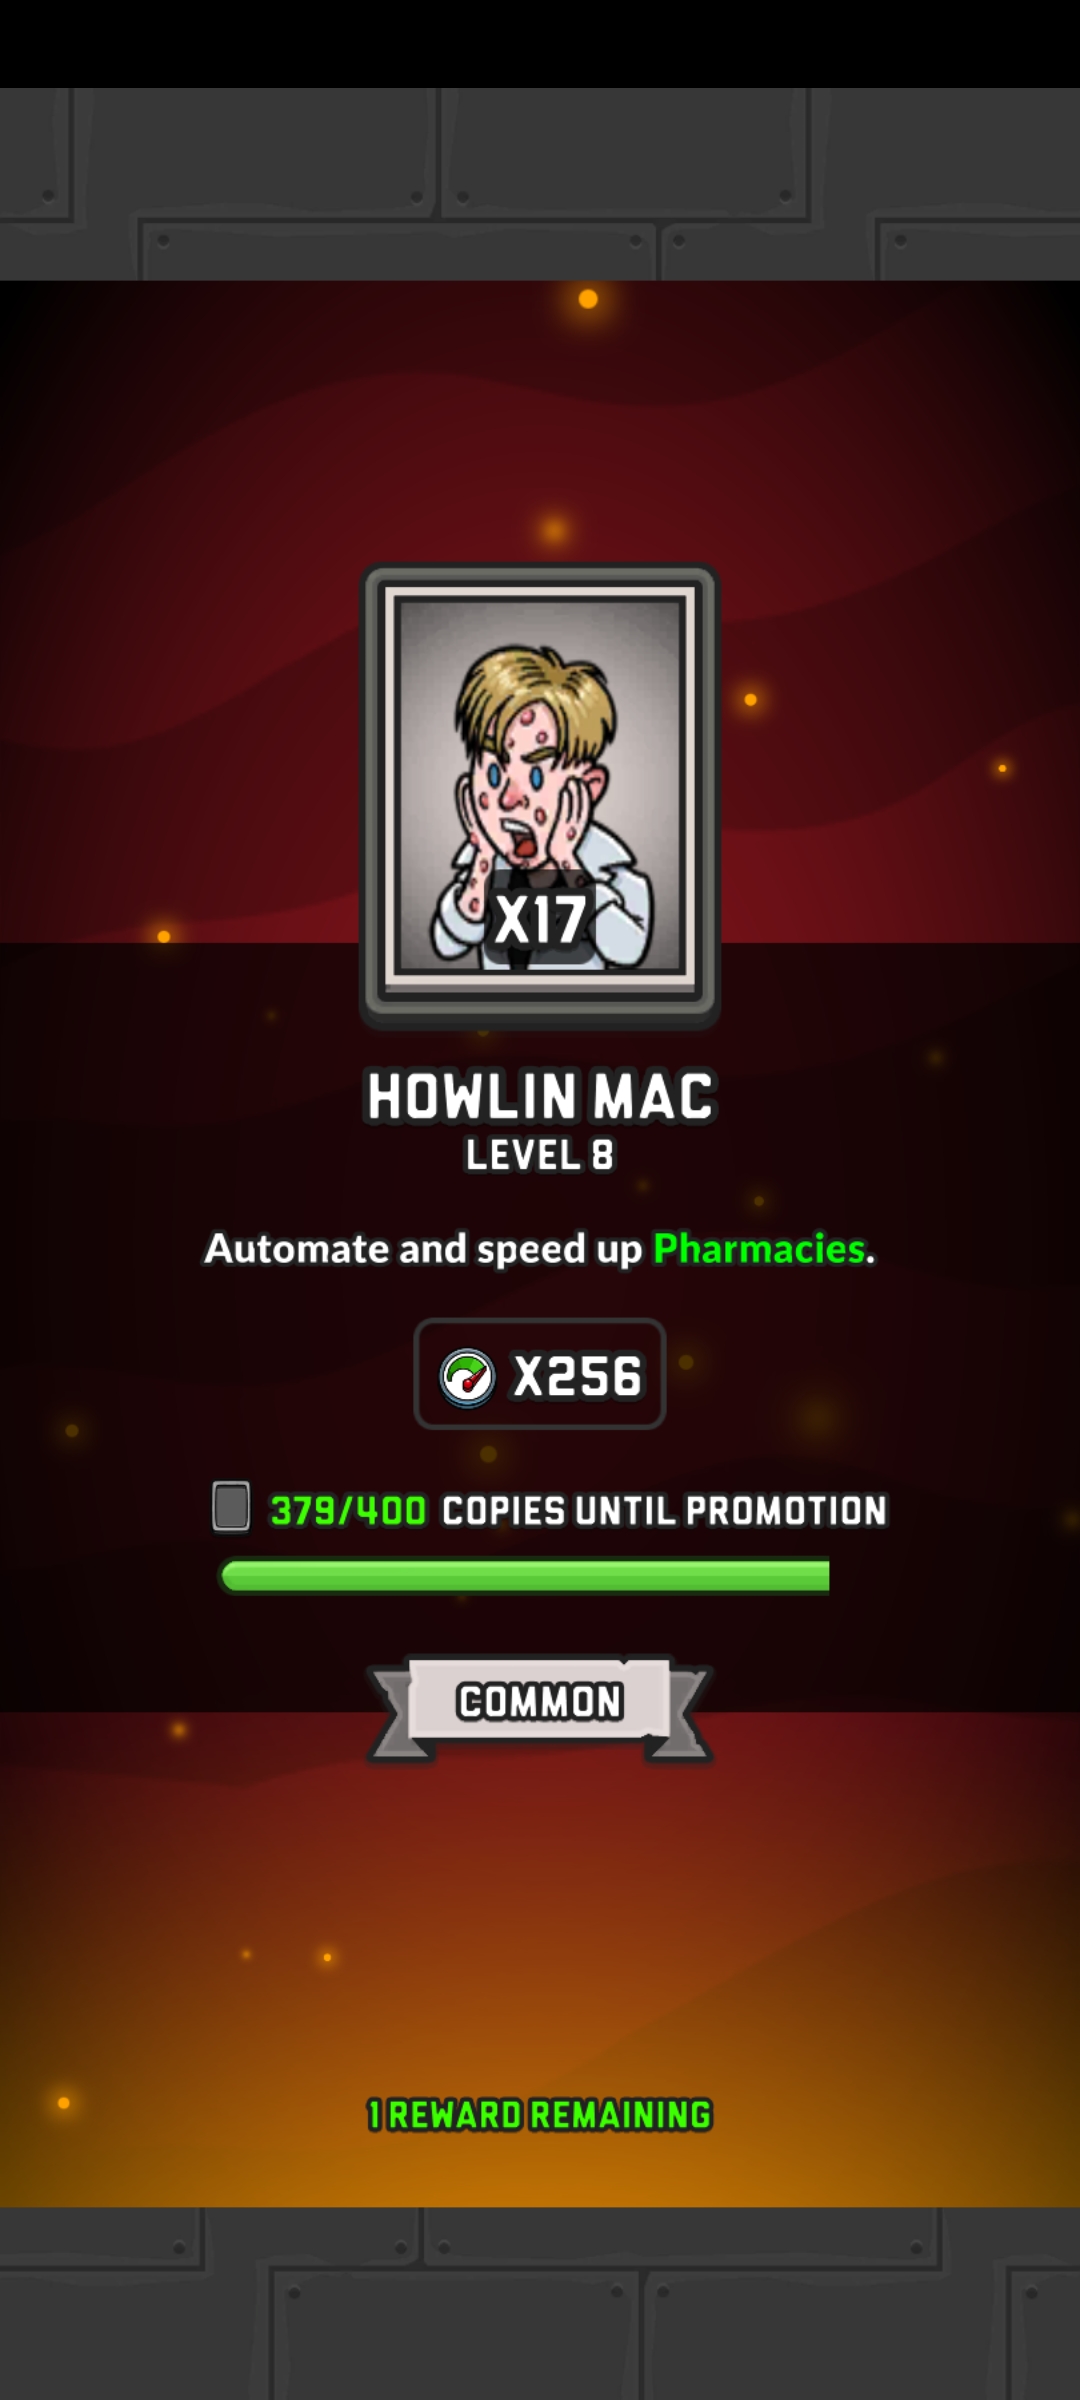 X17
HOWLIN MAC
LEVEL 8
Automate and speed up Pharmacies.
X256
379/400 COPIES UNTIL PROMOTION
COMMON
1 REWARD REMAINING